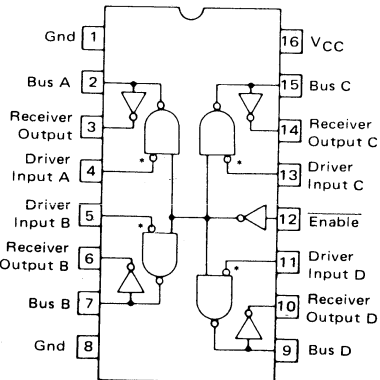 Gnd 1
16 VCC
Bus A 2
15 Bus C
Receiver
Output 3
14 Receiver
Output C
Driver
Input A 4
*
13 Driver
Input C
*
Driver
Input B 5
*
12 Enable
Receiver
Output B 6
11 Driver
Input D
*
Bus B 7
10 Receiver
Output D
Gnd 8
9 Bus D